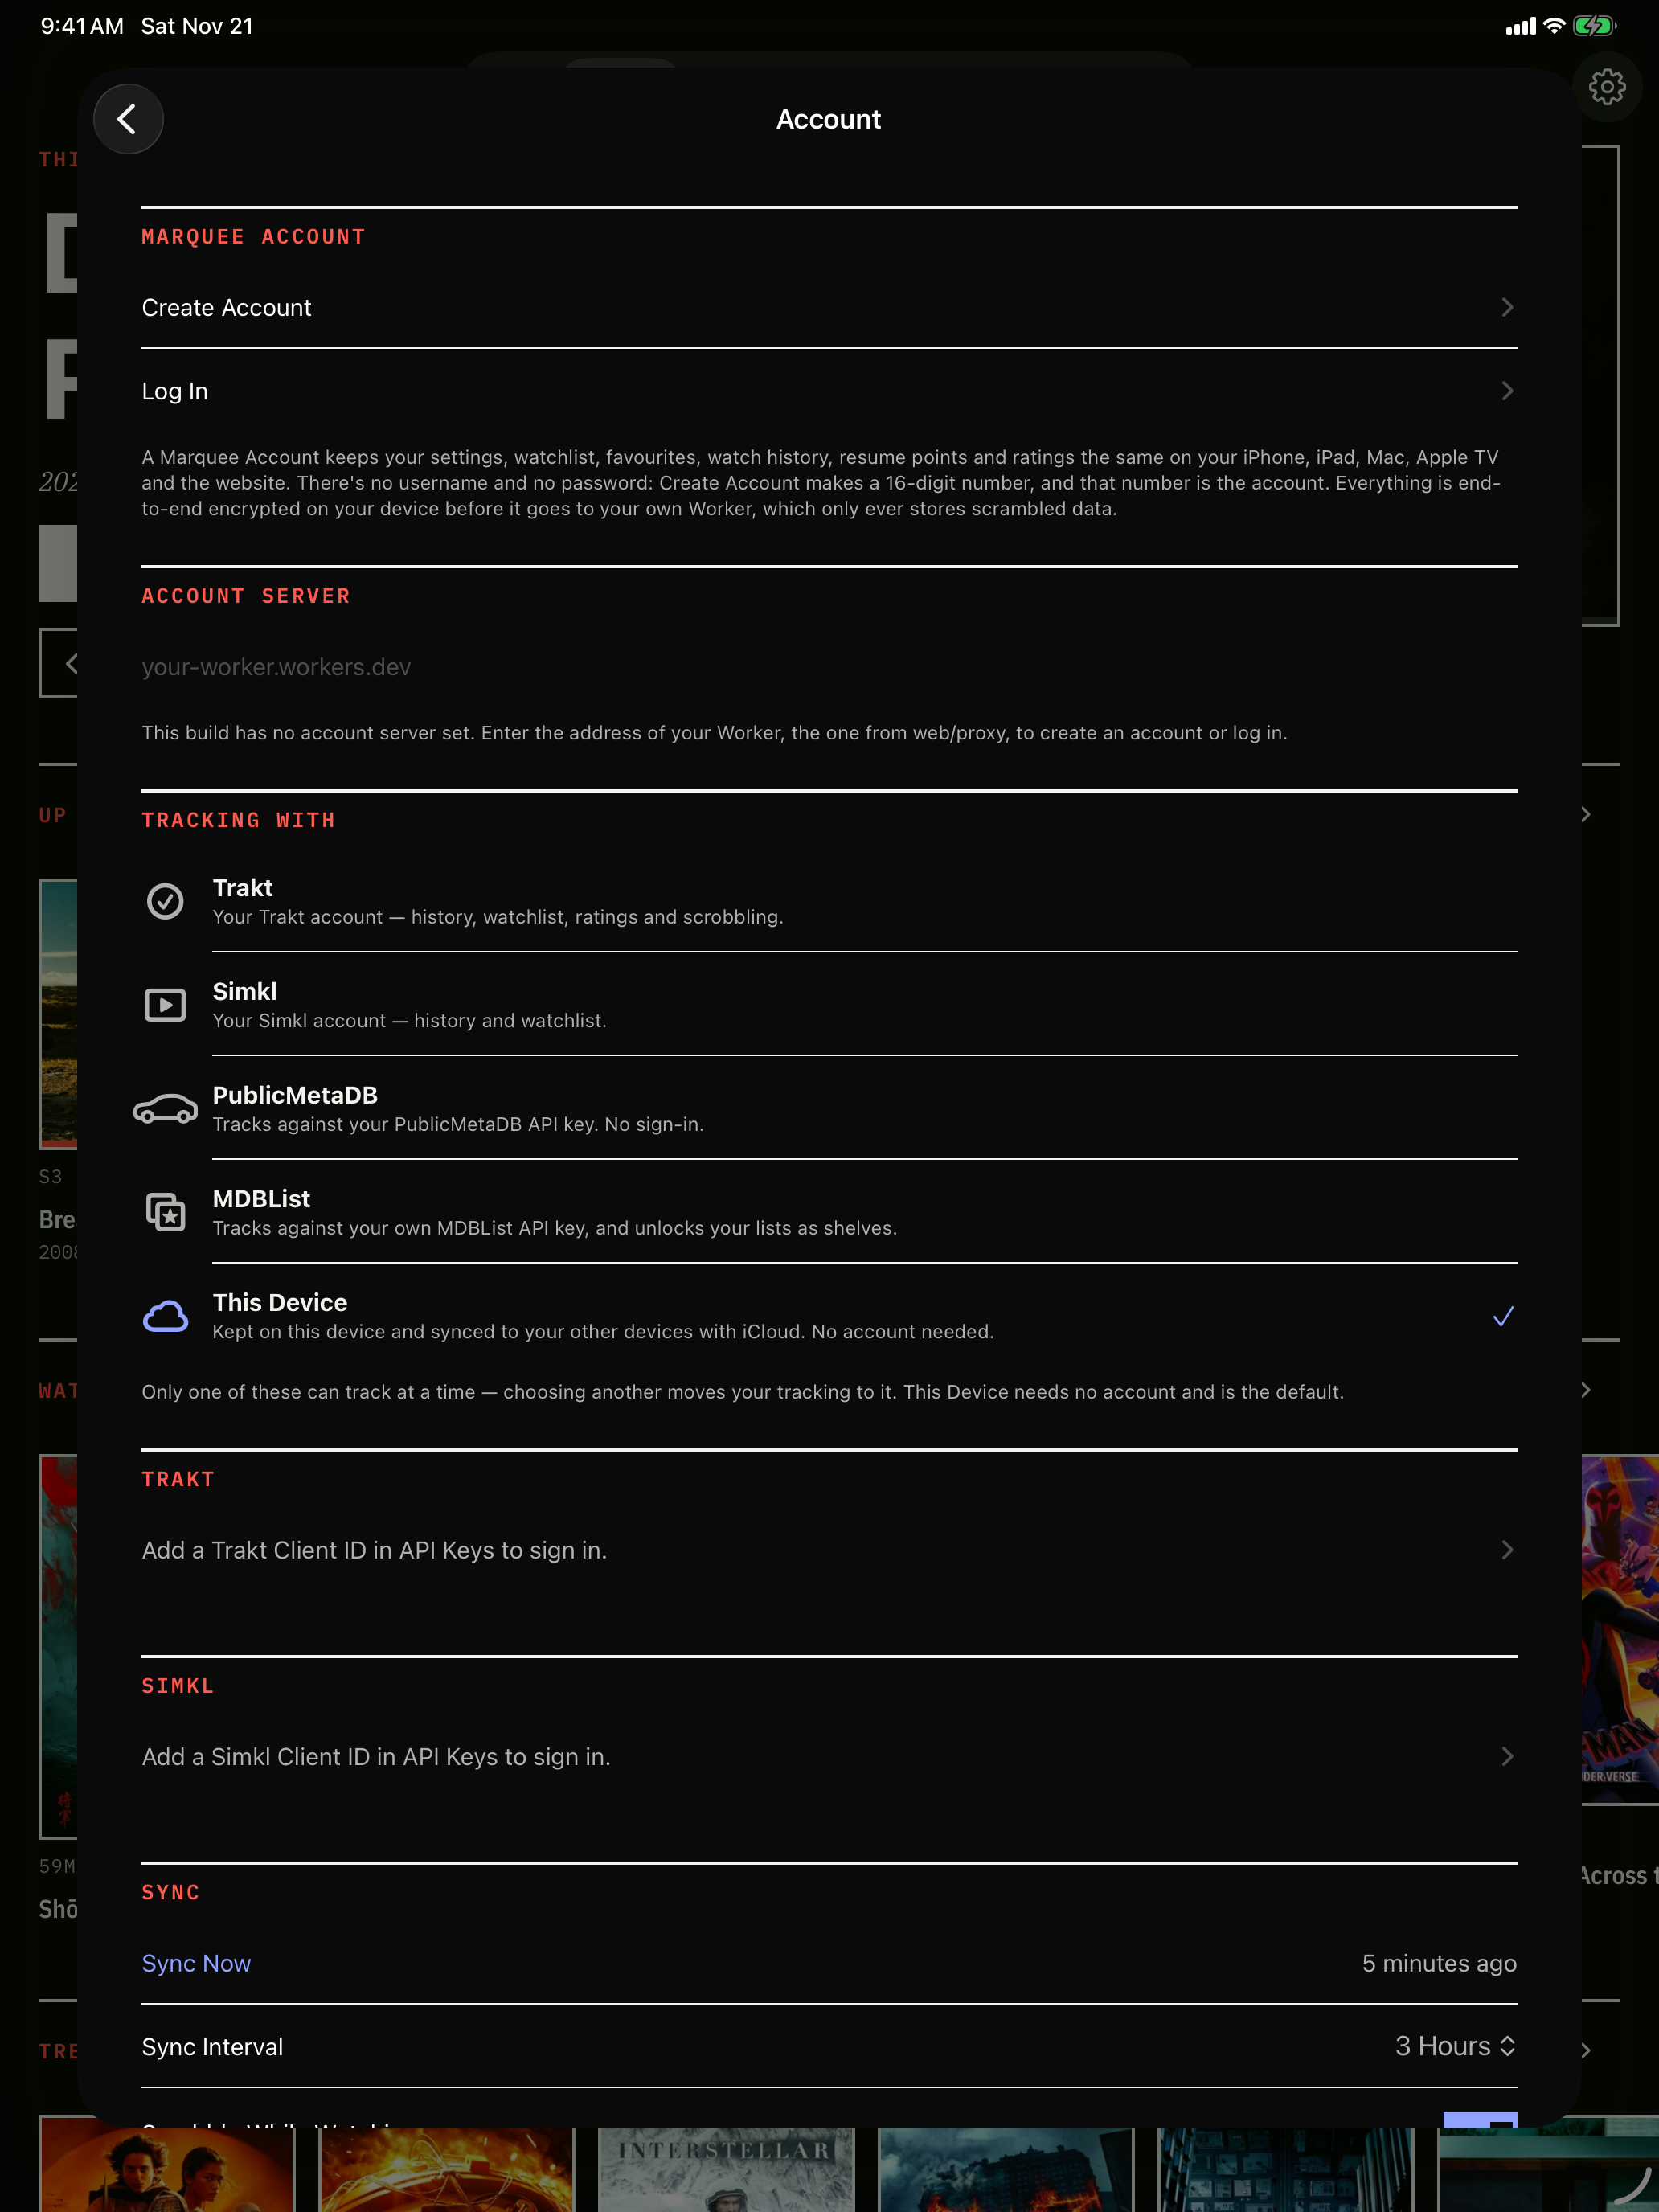 9:41 AM Sat Nov 21
Account
THI
MARQUEE ACCOUNT
Create Account
Log In
A Marquee Account keeps your settings, watchlist, favourites, watch history, resume points and ratings the same on your iPhone, iPad, Mac, Apple TV
and the website. There's no username and no password: Create Account makes a 16-digit number, and that number is the account. Everything is end-
to-end encrypted on your device before it goes to your own Worker, which only ever stores scrambled data.
202
ACCOUNT SERVER
your-worker.workers.dev
This build has no account server set. Enter the address of your Worker, the one from web/proxy, to create an account or log in.
UP
TRACKING WITH
Trakt
Your Trakt account — history, watchlist, ratings and scrobbling.
Simkl
Your Simkl account — history and watchlist.
PublicMetaDB
Tracks against your PublicMetaDB API key. No sign-in.
S3
MDBList
Tracks against your own MDBList API key, and unlocks your lists as shelves.
Bre
2008
This Device
Kept on this device and synced to your other devices with iCloud. No account needed.
Only one of these can track at a time — choosing another moves your tracking to it. This Device needs no account and is the default.
WAT
TRAKT
Add a Trakt Client ID in API Keys to sign in.
SIMKL
Add a Simkl Client ID in API Keys to sign in.
-MAN
DER-VERSE
将軍
59M
Shō
Across t
SYNC
Sync Now 5 minutes ago
Sync Interval 3 Hours
TRE
INTERSTELLAR